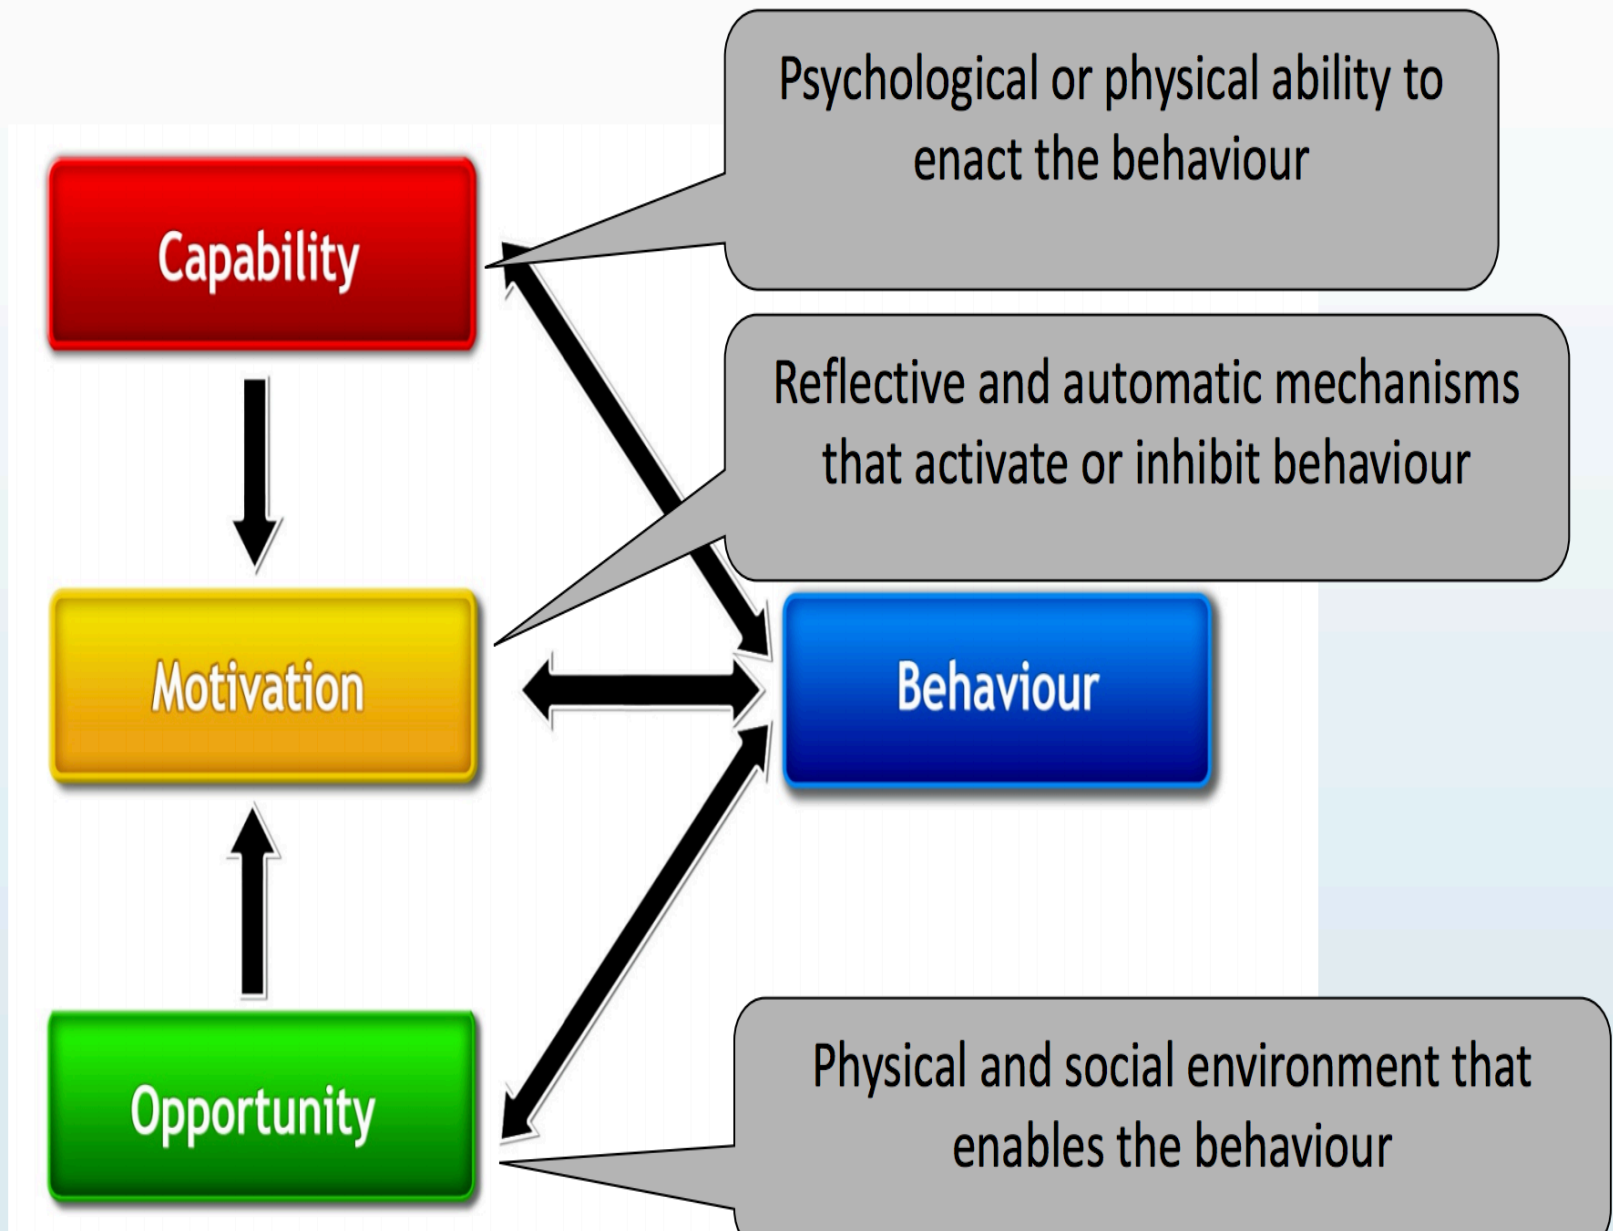 Psychological or physical ability to
enact the behaviour
Capability
Reflective and automatic mechanisms
that activate or inhibit behaviour
Motivation
Behaviour
Opportunity
Physical and social environment that
enables the behaviour